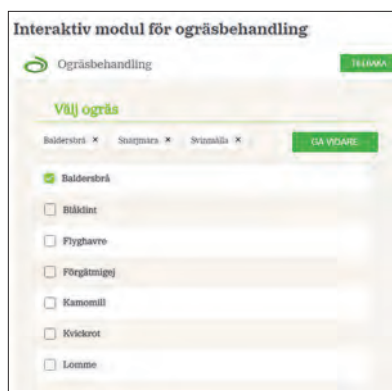 Interaktiv modul för ogräsbehandling
Ogräsbehandling
TILLBAKA
Välj ogräs
Baldersbrå × Snärjmåra × Svinmålla ×
GÅ VIDARE
Baldersbrå
Blåklint
Flyghavre
Förgätmigej
Kamomill
Kvickrot
Lomme